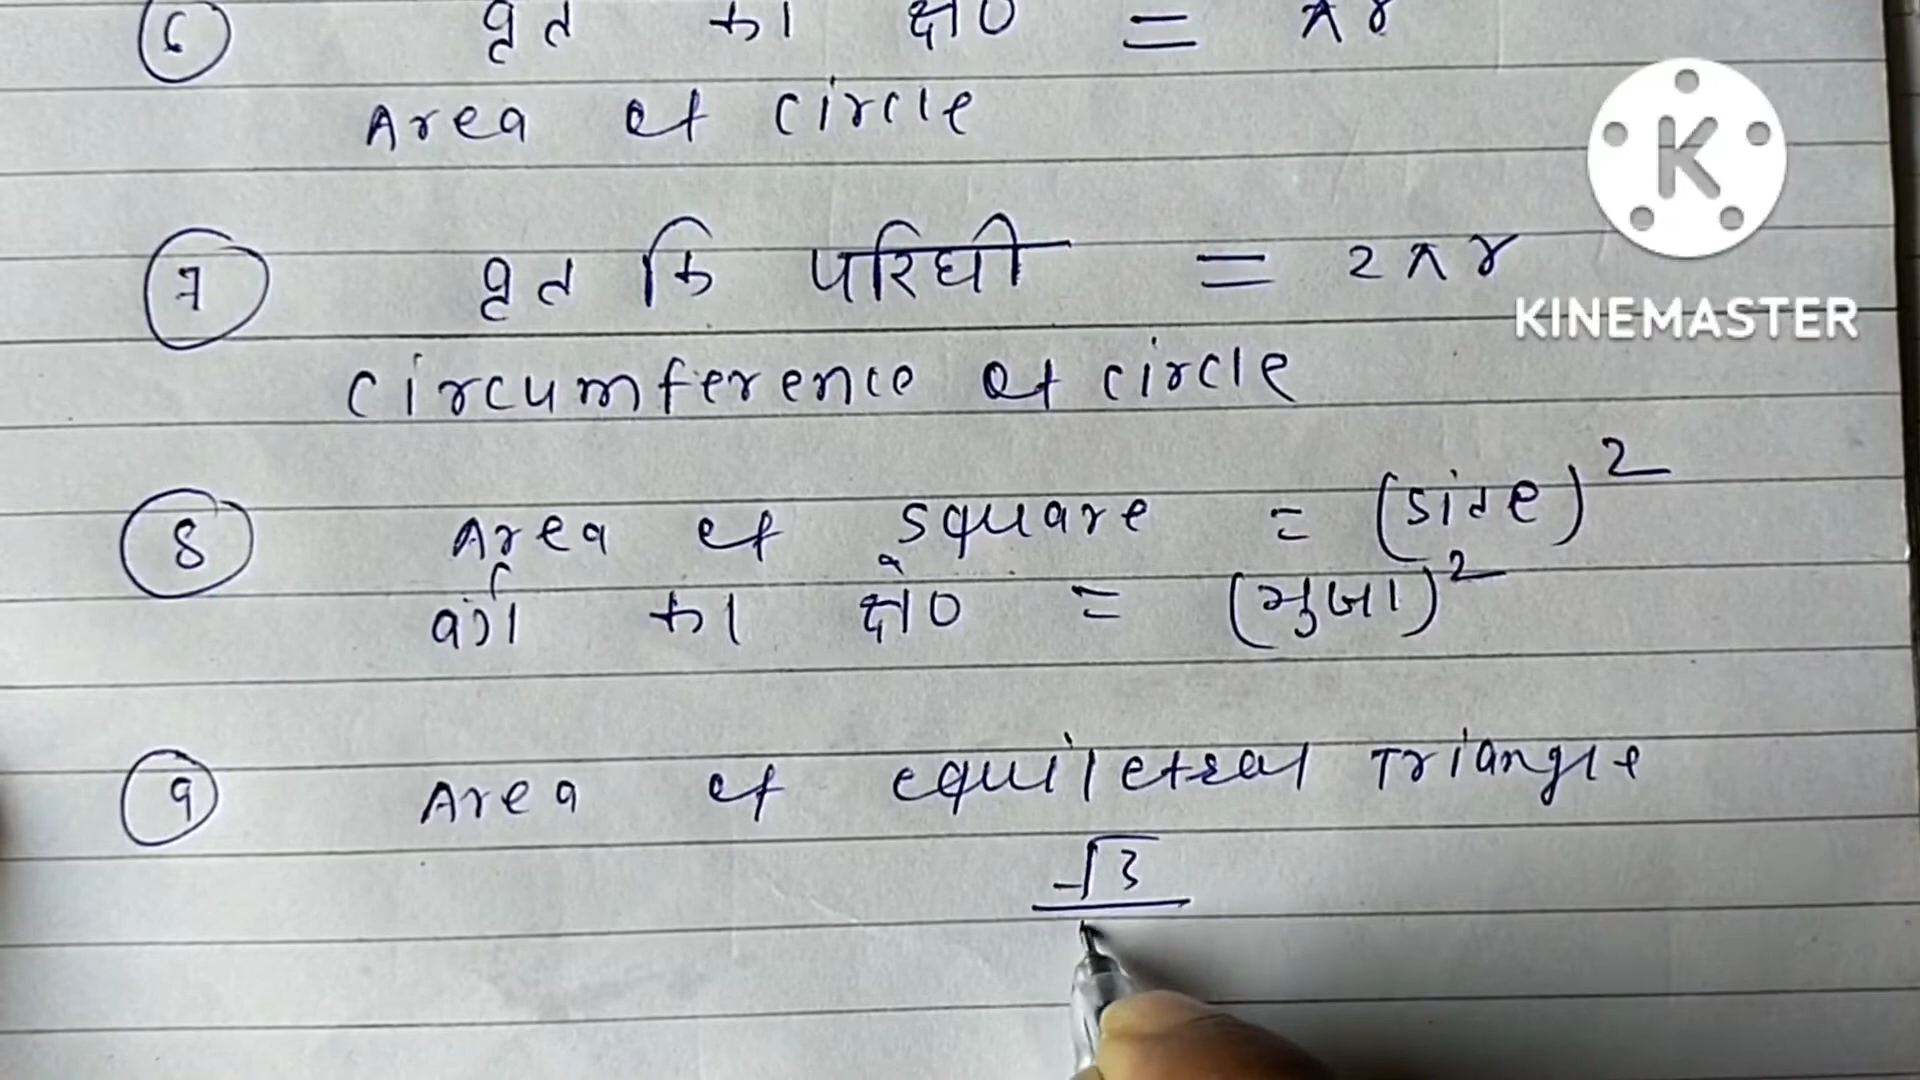 6 वृत का क्षे० = πr
Area of circle
7 वृत कि परिघी = 2πr
circumference of circle
8 Area of square = (side)²
वर्ग का क्षे० = (भुजा)²
9 Area of equiletral Triangle
√3
K
KINEMASTER